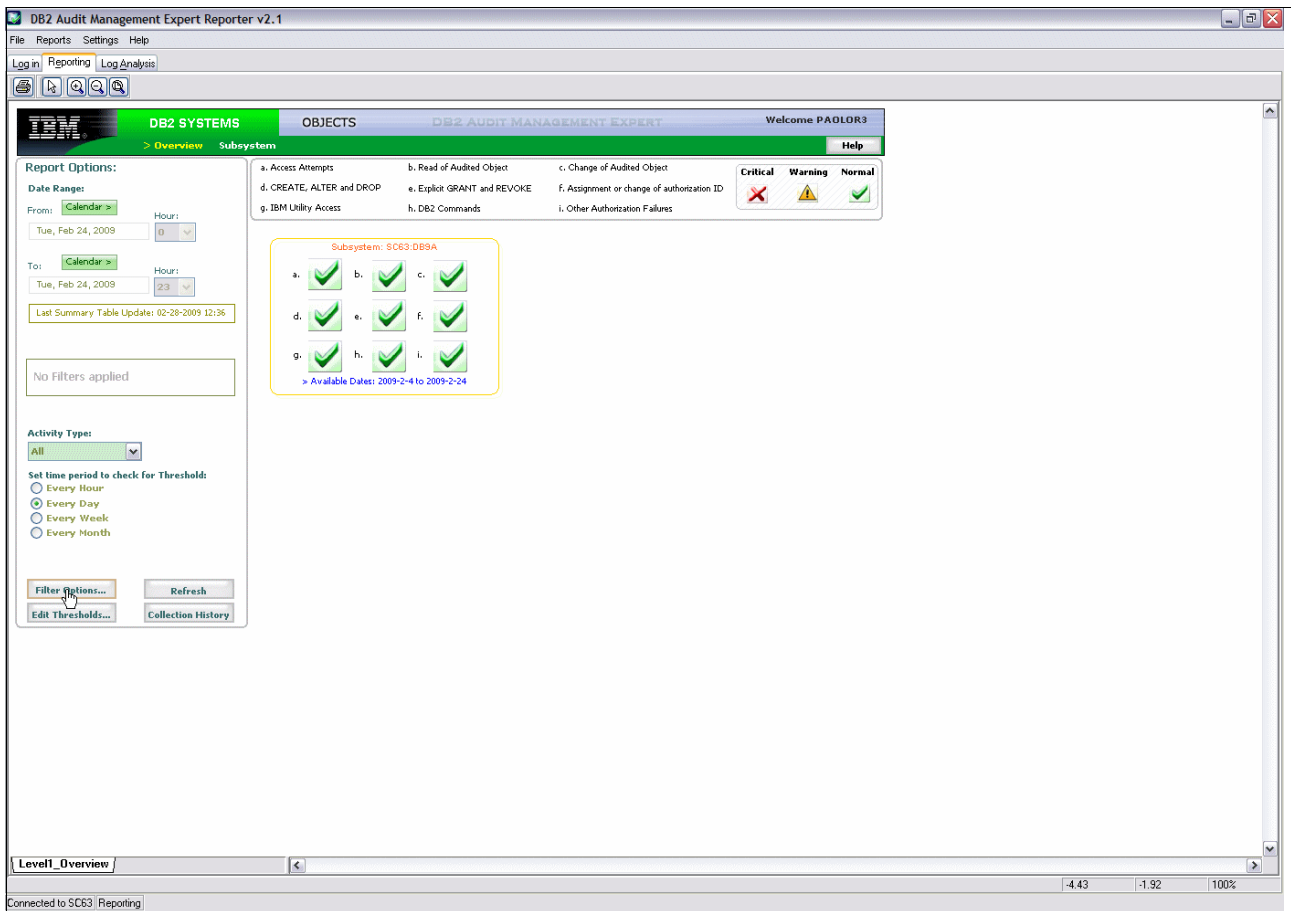 DB2 Audit Management Expert Reporter v2.1
File Reports Settings Help
Log in Reporting Log Analysis
IBM DB2 SYSTEMS OBJECTS DB2 AUDIT MANAGEMENT EXPERT Welcome PAOLOR3
> Overview Subsystem Help
Report Options:
Date Range:
From: Calendar >
Hour:
Tue, Feb 24, 2009 0
To: Calendar >
Hour:
Tue, Feb 24, 2009 23
Last Summary Table Update: 02-28-2009 12:36
No Filters applied
Activity Type:
All
Set time period to check for Threshold:
Every Hour
Every Day
Every Week
Every Month
Filter Options... Refresh
Edit Thresholds... Collection History
a. Access Attempts b. Read of Audited Object c. Change of Audited Object
d. CREATE, ALTER and DROP e. Explicit GRANT and REVOKE f. Assignment or change of authorization ID
g. IBM Utility Access h. DB2 Commands i. Other Authorization Failures
Critical Warning Normal
Subsystem: SC63:DB9A
a. b. c.
d. e. f.
g. h. i.
> Available Dates: 2009-2-4 to 2009-2-24
Level1_Overview
-4.43 -1.92 100%
Connected to SC63 Reporting